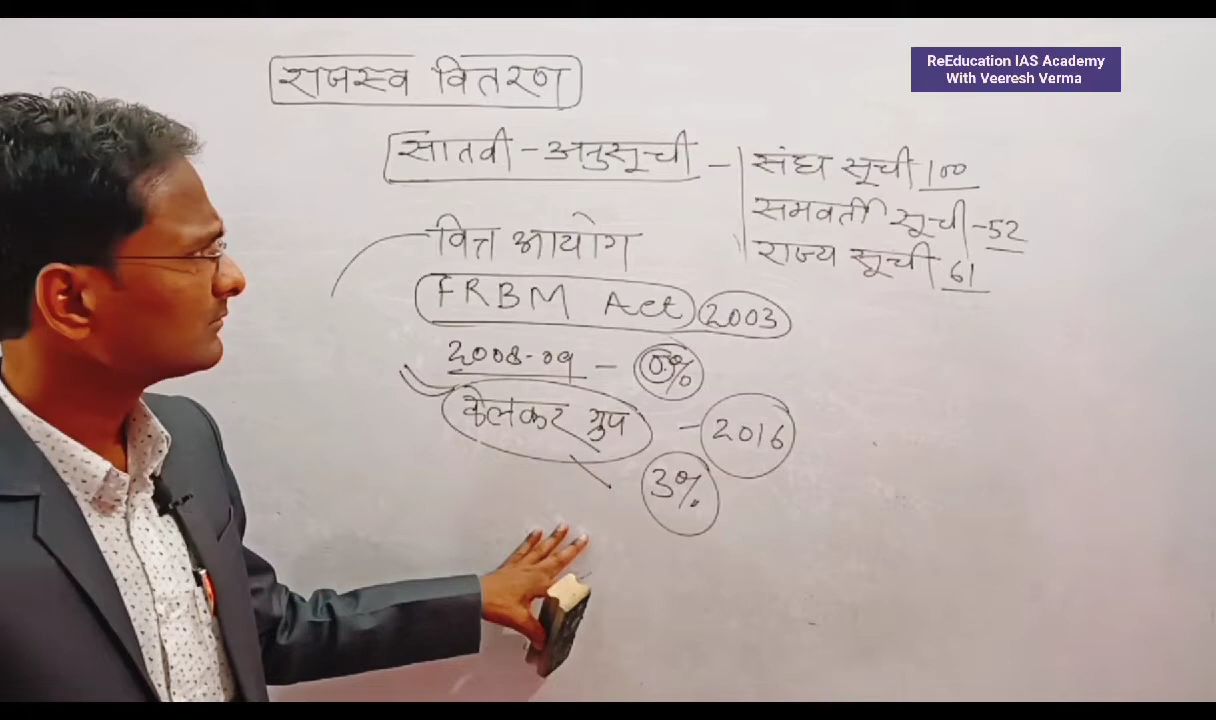 राजस्व वितरण
ReEducation IAS Academy
With Veeresh Verma
सातवी - अनुसूची -
संघ सूची 100
समवर्ती सूची - 52
राज्य सूची 61
वित्त आयोग
FRBM Act 2003
2008-09 - 0%
केलकर ग्रुप - 2016
3%